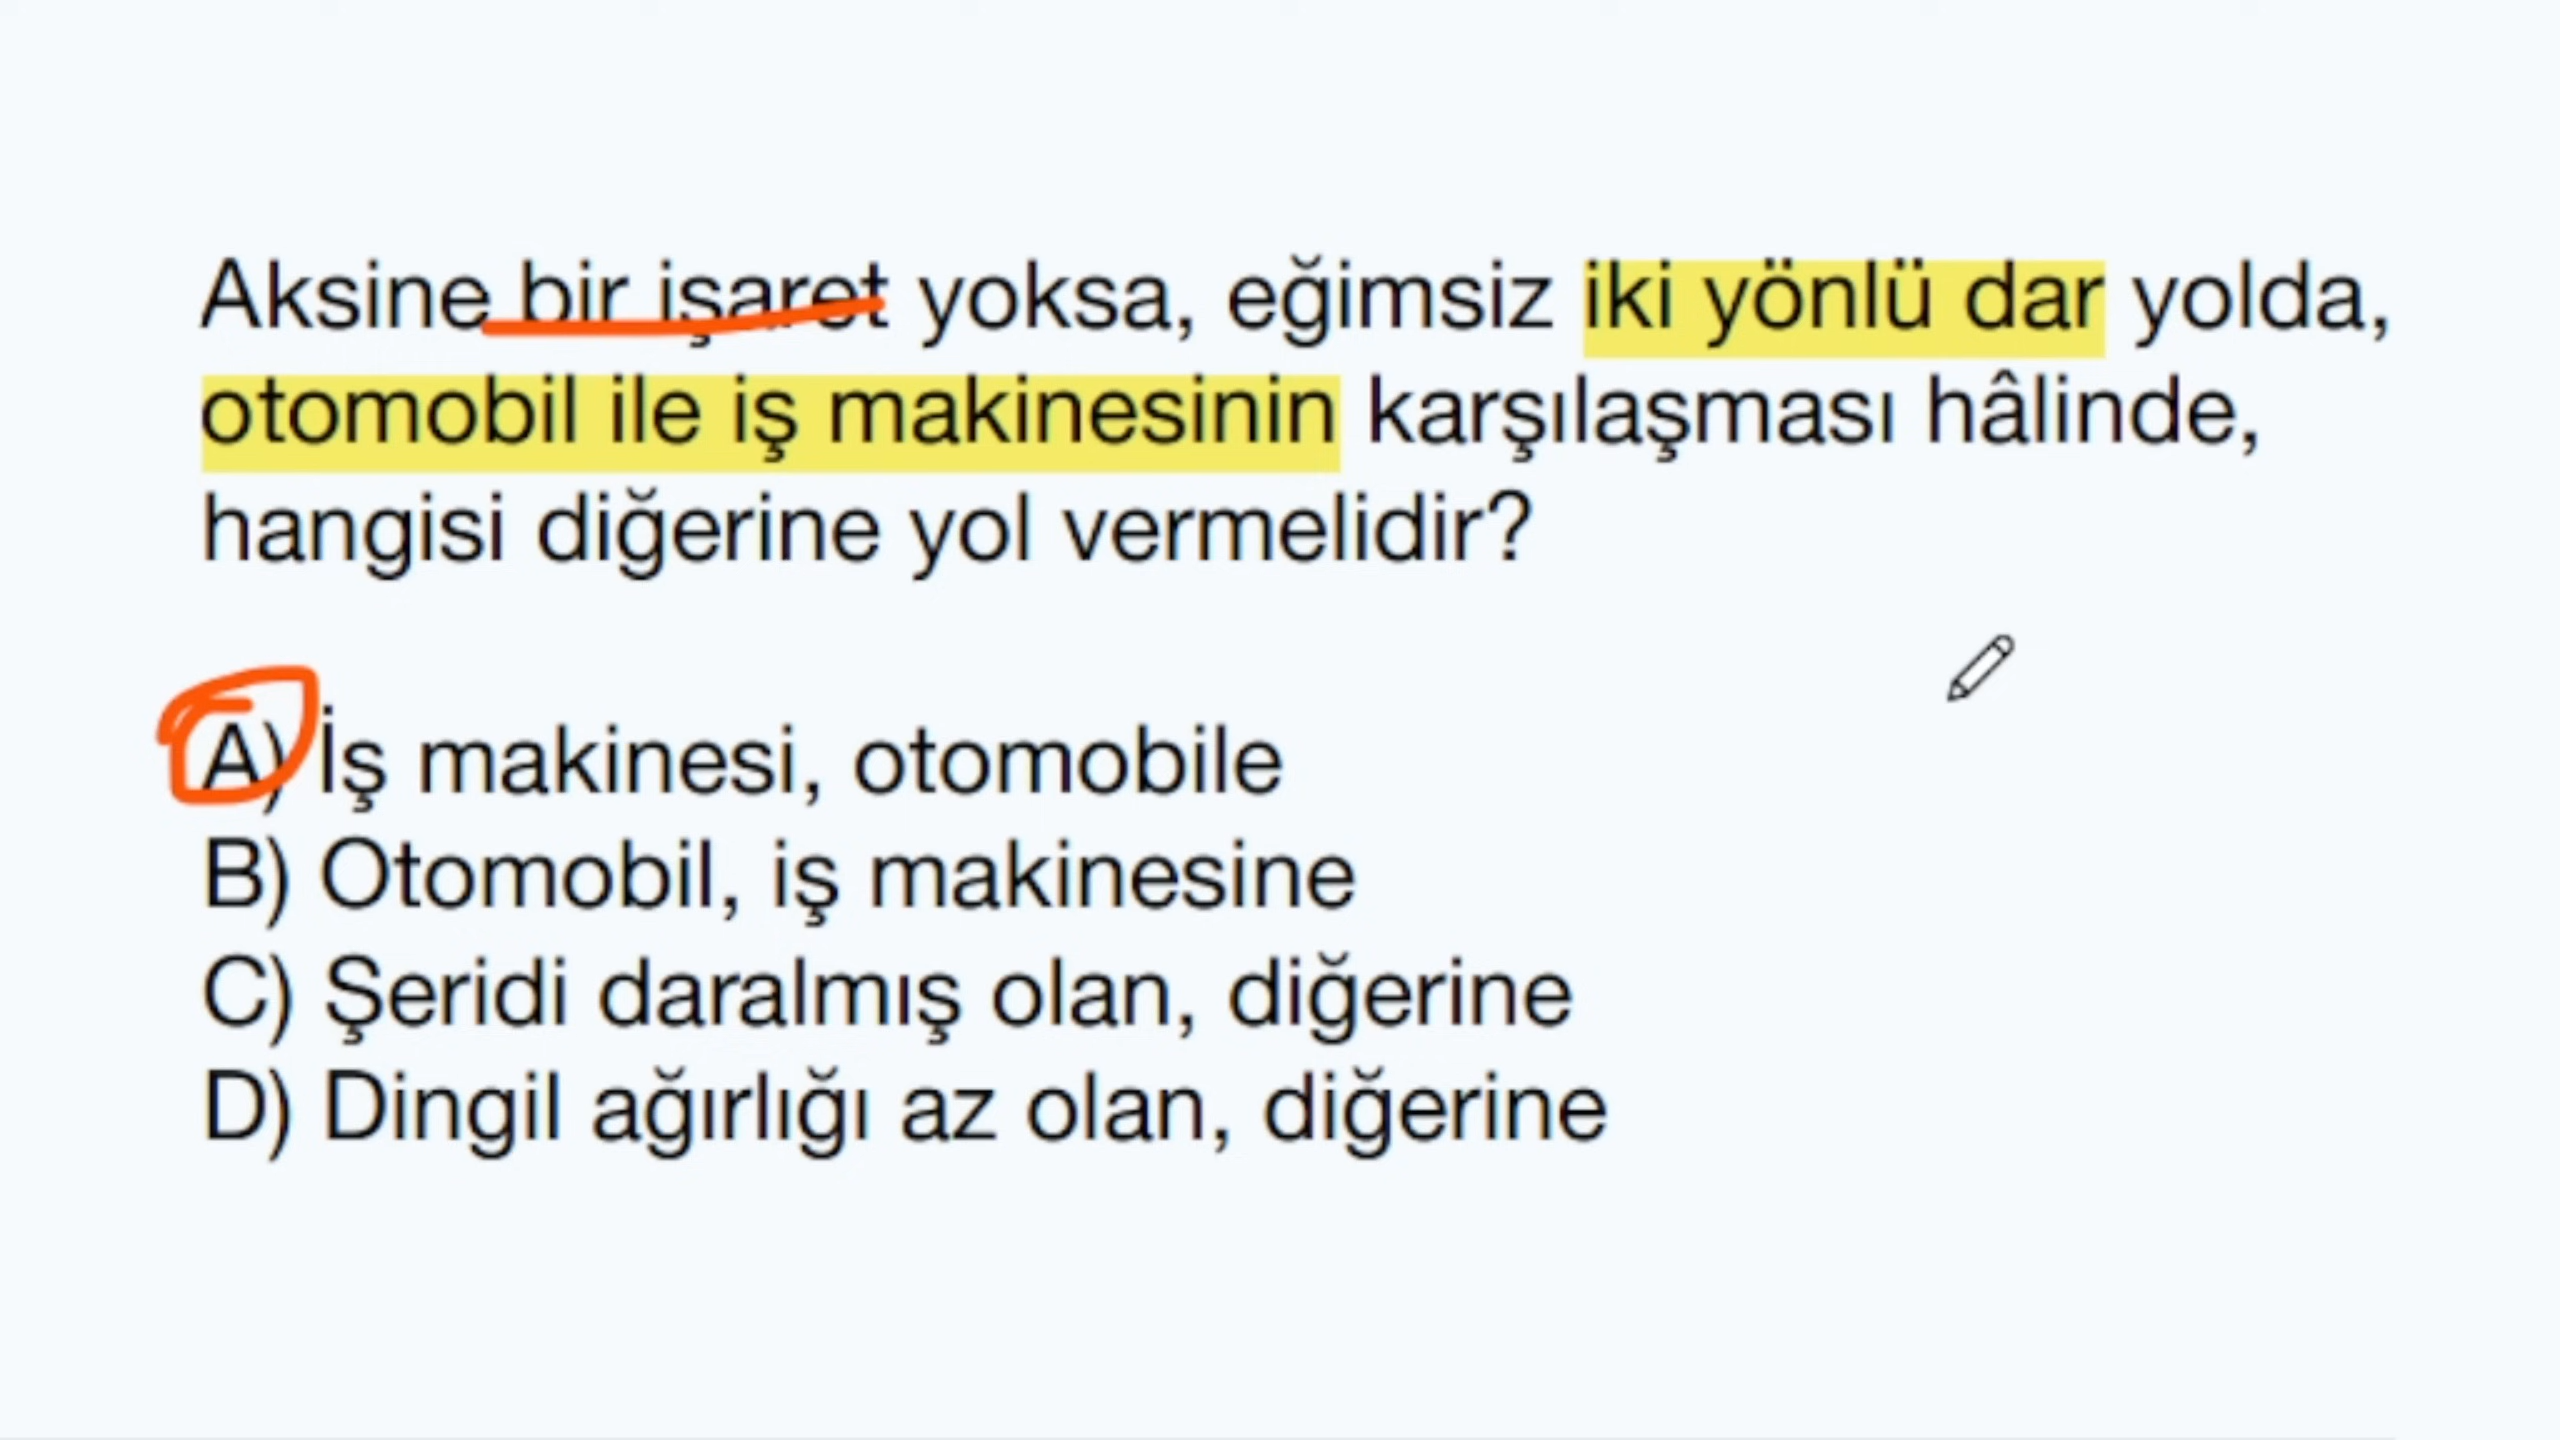 Aksine bir işaret yoksa, eğimsiz iki yönlü dar yolda,
otomobil ile iş makinesinin karşılaşması hâlinde,
hangisi diğerine yol vermelidir?
A) İş makinesi, otomobile
B) Otomobil, iş makinesine
C) Şeridi daralmış olan, diğerine
D) Dingil ağırlığı az olan, diğerine